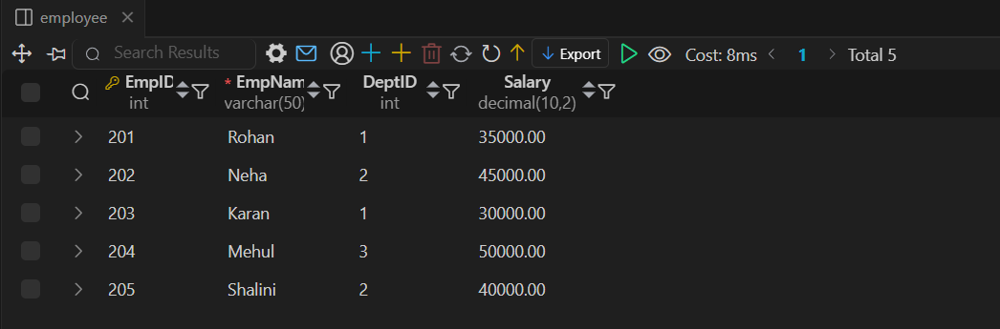 employee
Search Results Export Cost: 8ms 1 Total 5
EmpID * EmpNam DeptID Salary
int varchar(50) int decimal(10,2)
201 Rohan 1 35000.00
202 Neha 2 45000.00
203 Karan 1 30000.00
204 Mehul 3 50000.00
205 Shalini 2 40000.00